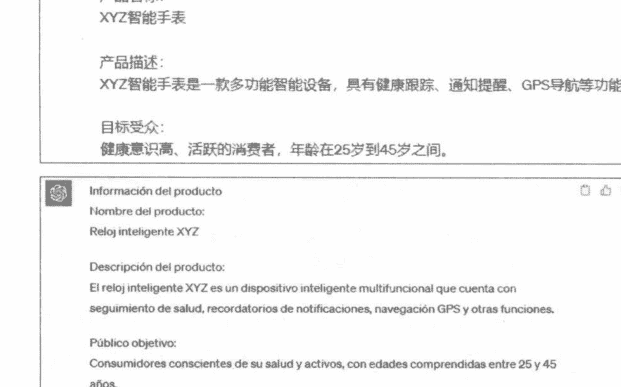 产品名称:
XYZ智能手表
产品描述：
XYZ智能手表是一款多功能智能设备，具有健康跟踪、通知提醒、GPS导航等功能
目标受众：
健康意识高、活跃的消费者，年龄在25岁到45岁之间。
Información del producto
Nombre del producto:
Reloj inteligente XYZ
Descripción del producto:
El reloj inteligente XYZ es un dispositivo inteligente multifuncional que cuenta con
seguimiento de salud, recordatorios de notificaciones, navegación GPS y otras funciones.
Público objetivo:
Consumidores conscientes de su salud y activos, con edades comprendidas entre 25 y 45
años.